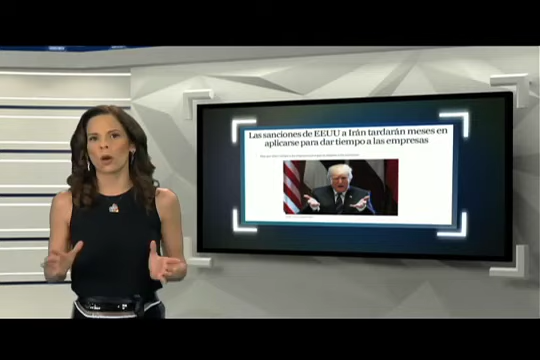 Las sanciones de EEUU a Irán tardarán meses en
aplicarse para dar tiempo a las empresas